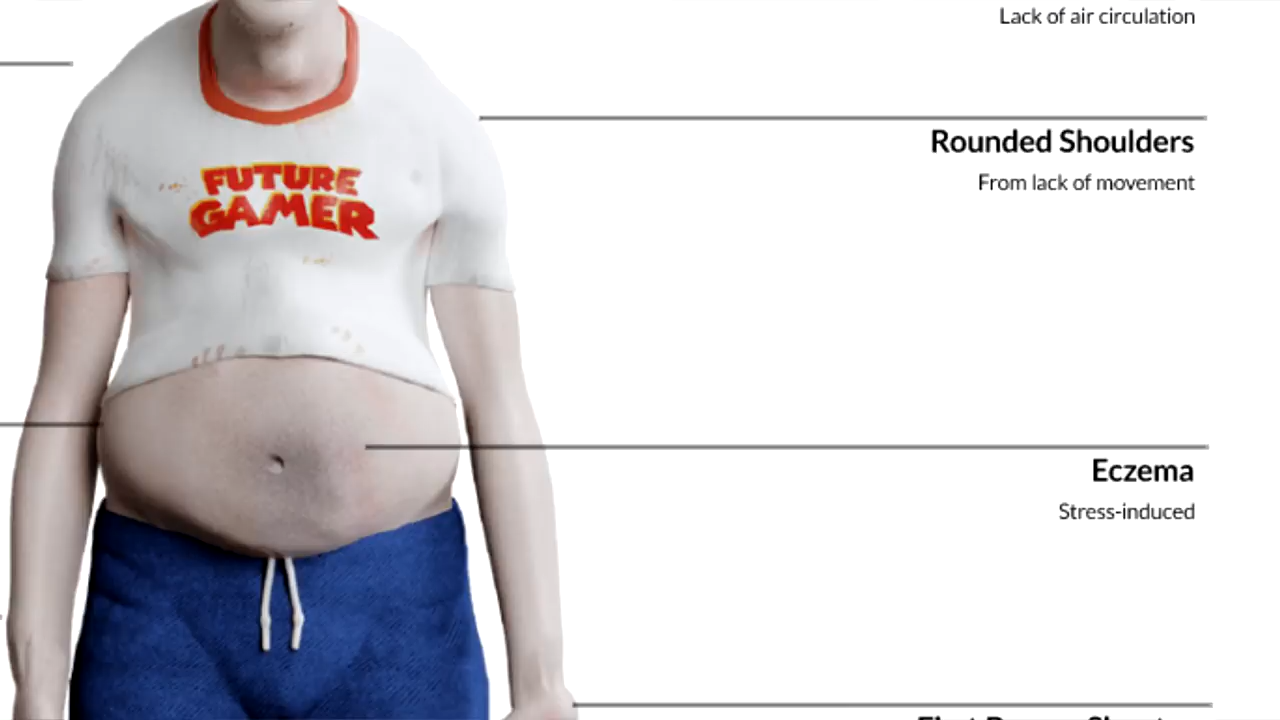 Lack of air circulation
Rounded Shoulders
From lack of movement
FUTURE
GAMER
Eczema
Stress-induced